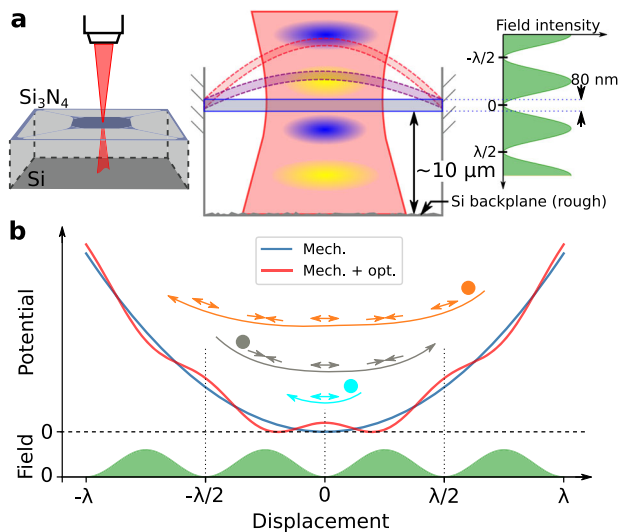 a
Si₃N₄
Si
~10 μm
Si backplane (rough)
Field intensity
-λ/2
80 nm
0
λ/2
b
Mech.
Mech. + opt.
Potential
0
Field
0
-λ
-λ/2
0
λ/2
λ
Displacement